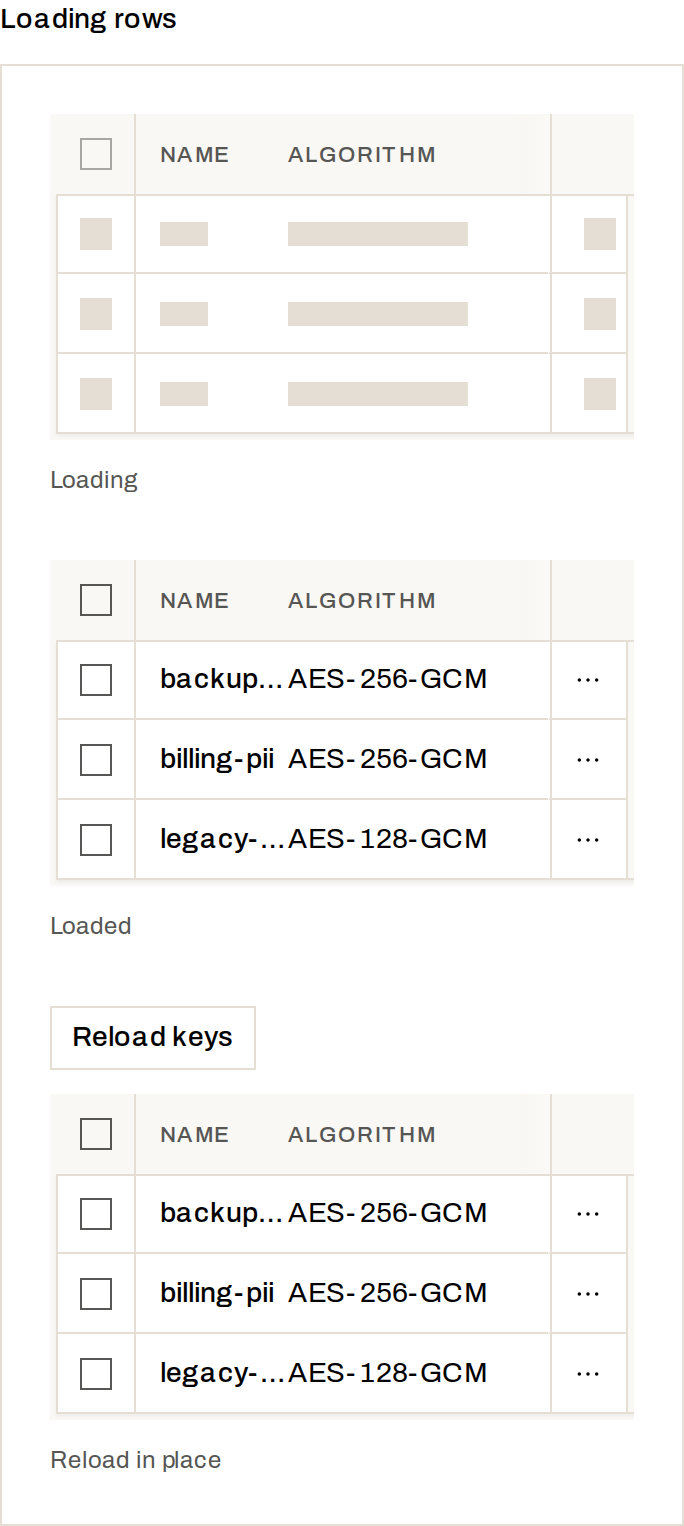 Loading rows
NAME ALGORITHM
Loading
NAME ALGORITHM
backup... AES-256-GCM ...
billing-pii AES-256-GCM ...
legacy-... AES-128-GCM ...
Loaded
Reload keys
NAME ALGORITHM
backup... AES-256-GCM ...
billing-pii AES-256-GCM ...
legacy-... AES-128-GCM ...
Reload in place